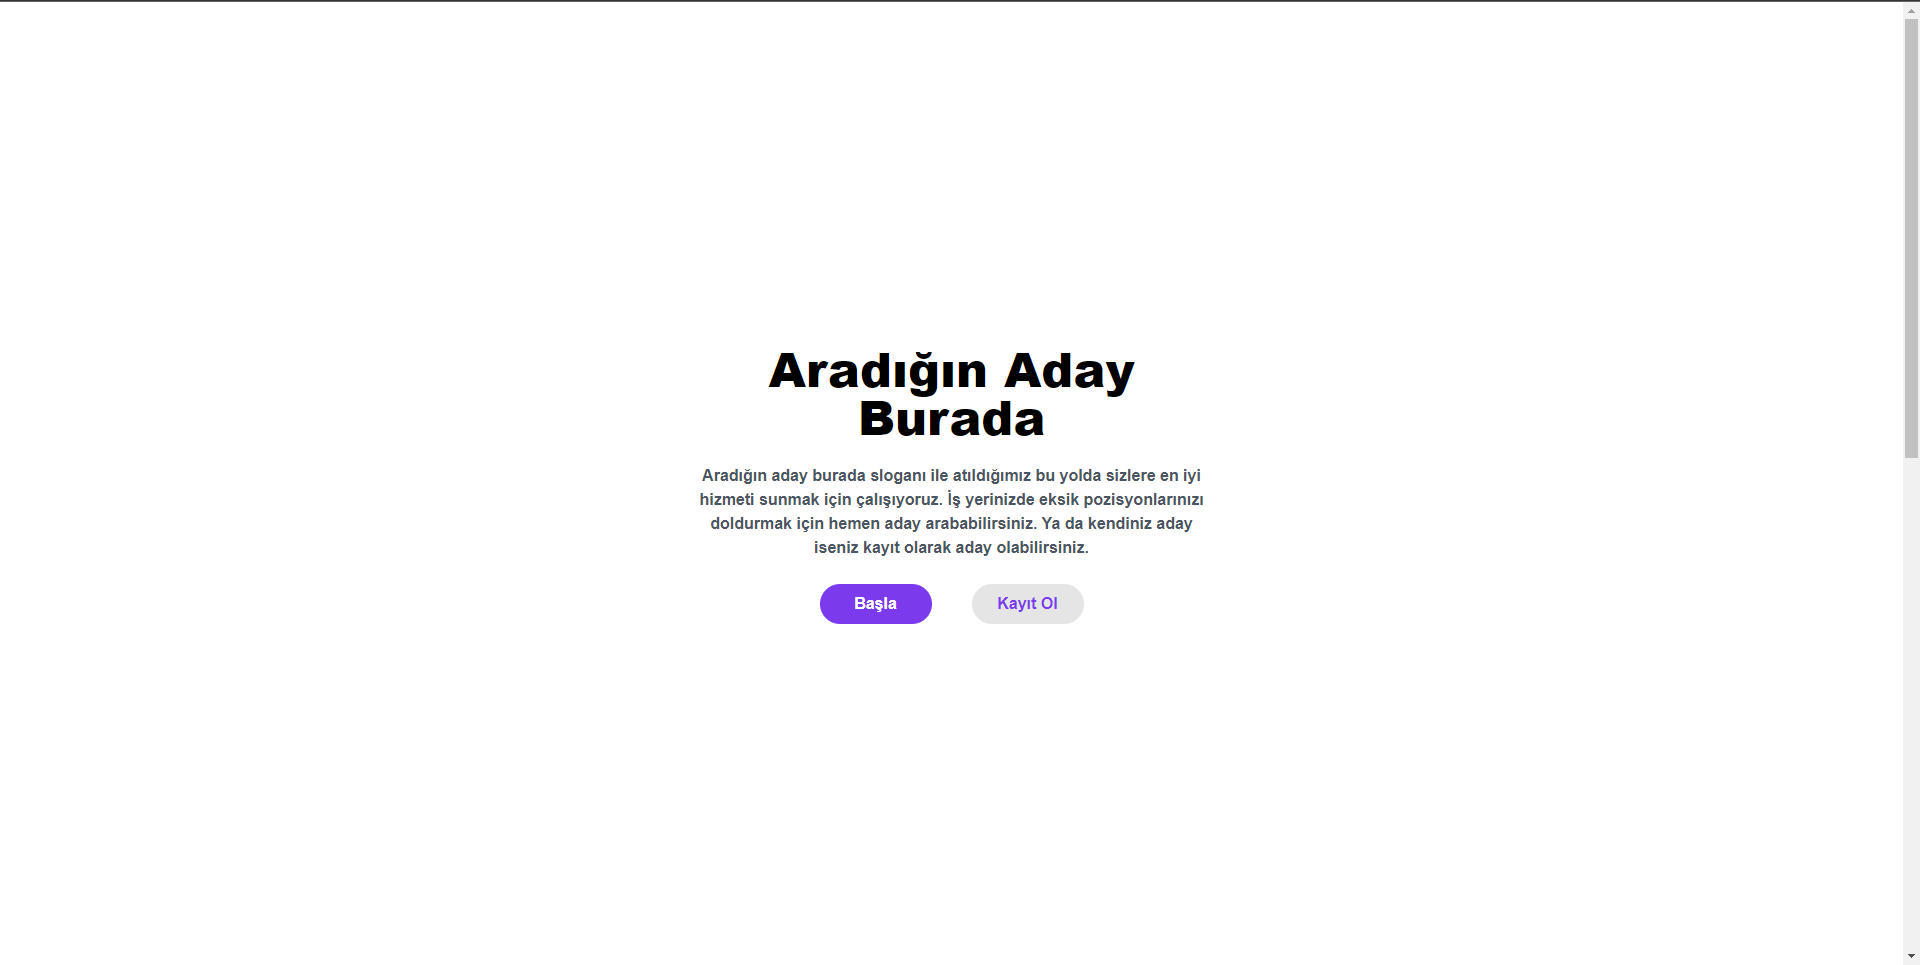 Aradığın Aday
Burada
Aradığın aday burada sloganı ile atıldığımız bu yolda sizlere en iyi
hizmeti sunmak için çalışıyoruz. İş yerinizde eksik pozisyonlarınızı
doldurmak için hemen aday arababilirsiniz. Ya da kendiniz aday
iseniz kayıt olarak aday olabilirsiniz.
Başla
Kayıt Ol